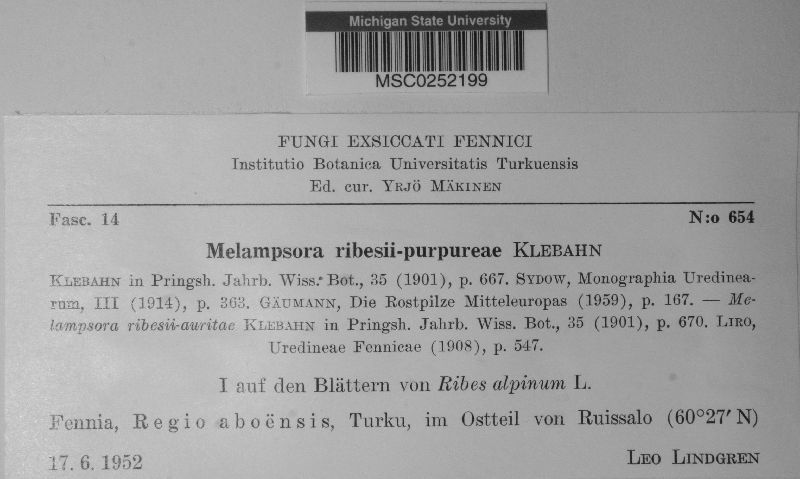 Michigan State University
MSC0252199
FUNGI EXSICCATI FENNICI
Institutio Botanica Universitatis Turkuensis
Ed. cur. YRJÖ MÄKINEN
Fasc. 14 N:o 654
Melampsora ribesii-purpureae KLEBAHN
KLEBAHN in Pringsh. Jahrb. Wiss. Bot., 35 (1901), p. 667. SYDOW, Monographia Uredinea-
rum, III (1914), p. 363. GÄUMANN, Die Rostpilze Mitteleuropas (1959), p. 167. — Me-
lampsora ribesii-auritae KLEBAHN in Pringsh. Jahrb. Wiss. Bot., 35 (1901), p. 670. LIRO,
Uredineae Fennicae (1908), p. 547.
I auf den Blättern von Ribes alpinum L.
Fennia, Regio aboënsis, Turku, im Ostteil von Ruissalo (60°27′ N)
17. 6. 1952 LEO LINDGREN